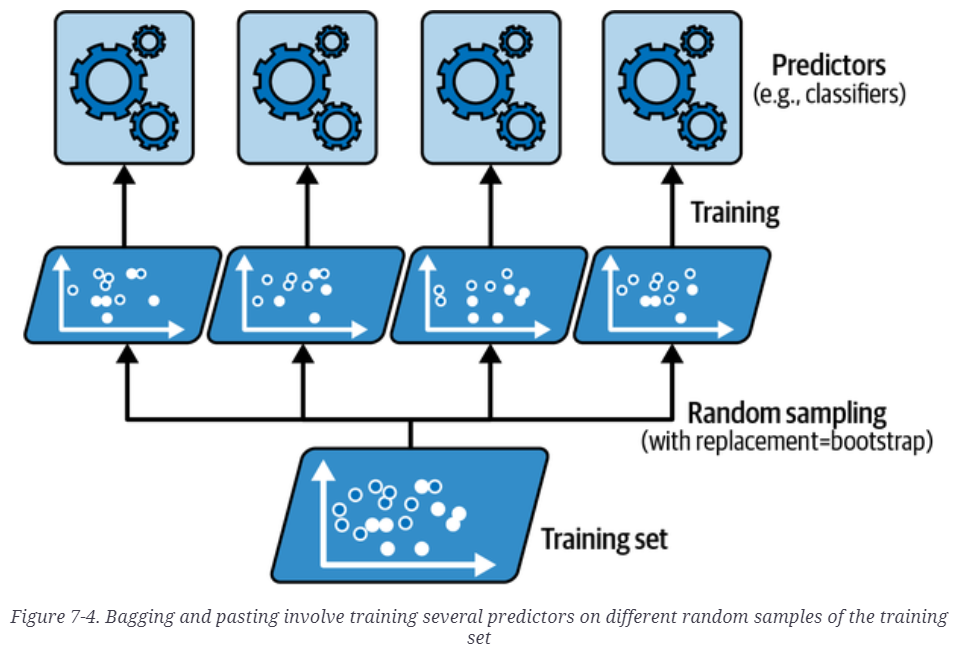 Predictors
(e.g., classifiers)
Training
Random sampling
(with replacement=bootstrap)
Training set
Figure 7-4. Bagging and pasting involve training several predictors on different random samples of the training
set